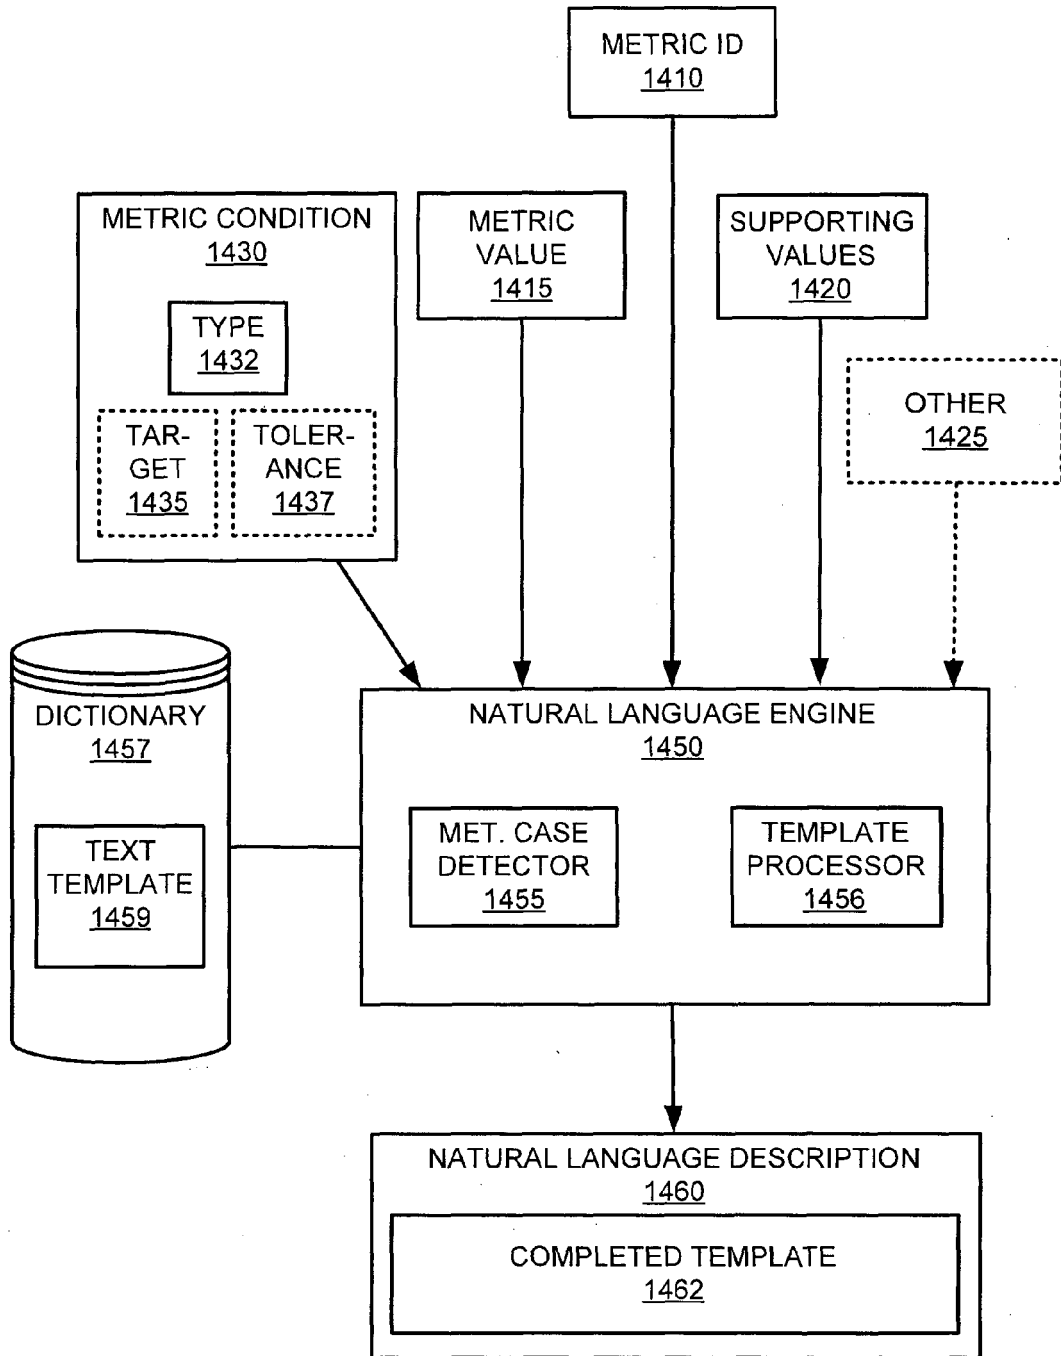 METRIC ID
1410
METRIC CONDITION
1430
TYPE
1432
TAR-
GET
1435
TOLER-
ANCE
1437
METRIC
VALUE
1415
SUPPORTING
VALUES
1420
OTHER
1425
DICTIONARY
1457
TEXT
TEMPLATE
1459
NATURAL LANGUAGE ENGINE
1450
MET. CASE
DETECTOR
1455
TEMPLATE
PROCESSOR
1456
NATURAL LANGUAGE DESCRIPTION
1460
COMPLETED TEMPLATE
1462